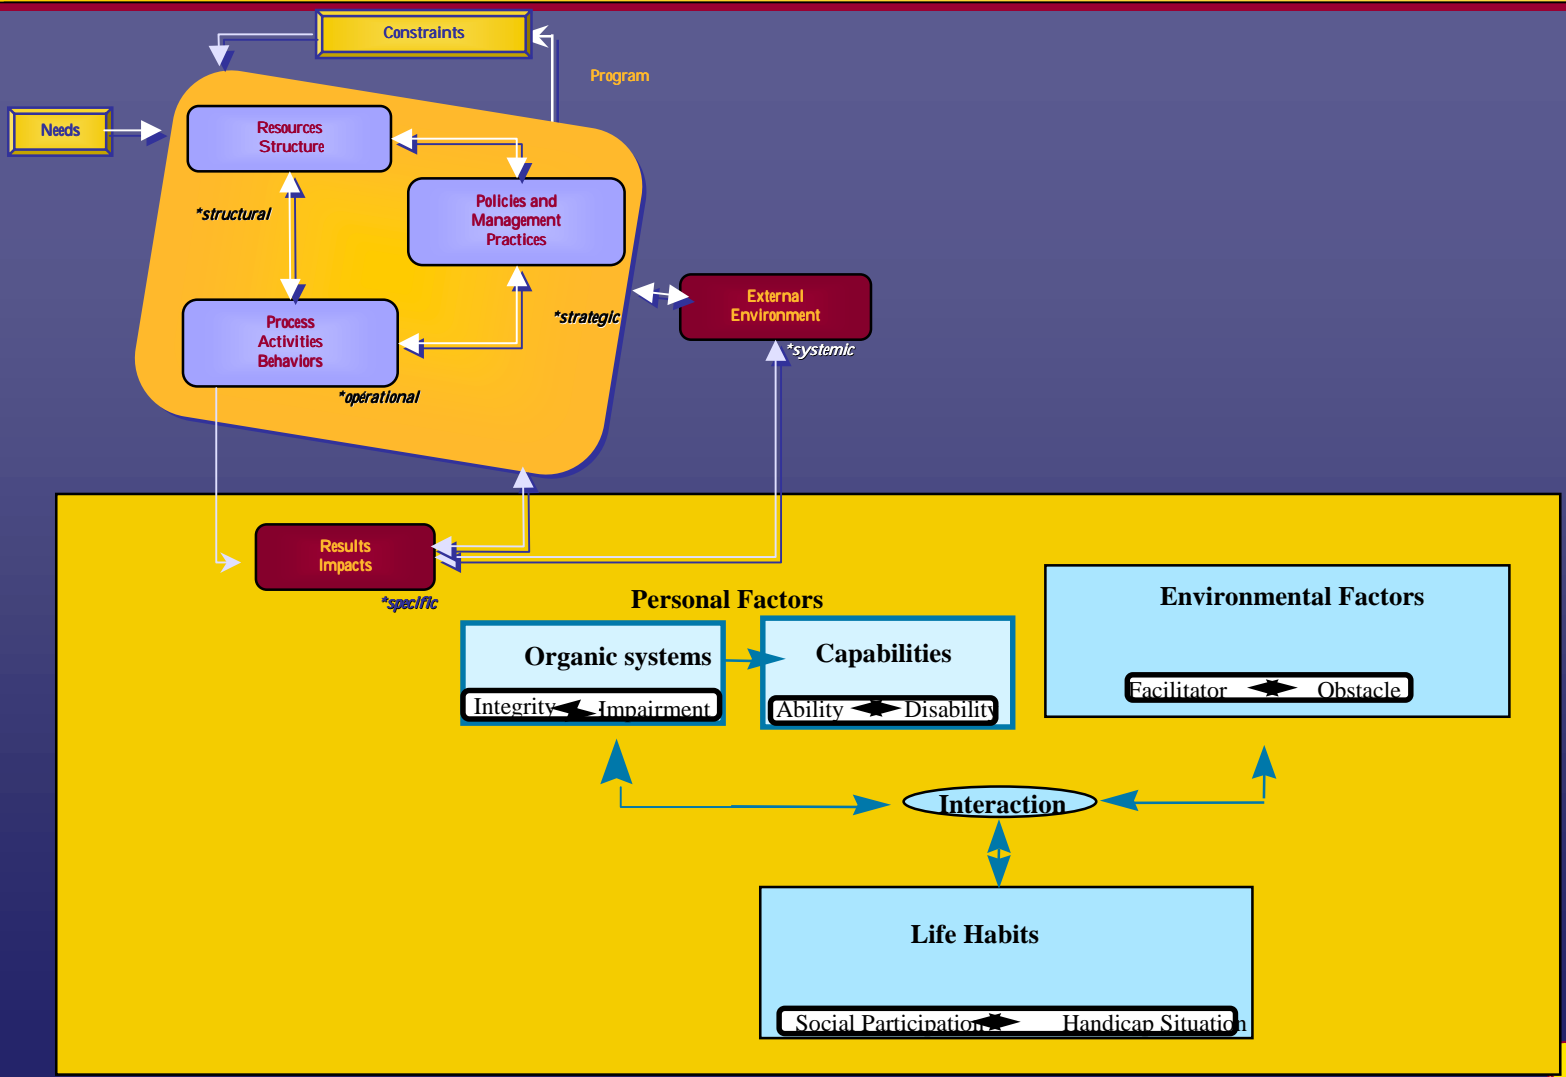 Constraints
Program
Needs
Resources
Structure
*structural
Policies and
Management
Practices
Process
Activities
Behaviors
*strategic
External
Environment
*systemic
*opérational
Results
Impacts
*specific
Personal Factors
Organic systems
Integrity Impairment
Capabilities
Ability Disability
Environmental Factors
Facilitator Obstacle
Interaction
Life Habits
Social Participation Handicap Situation